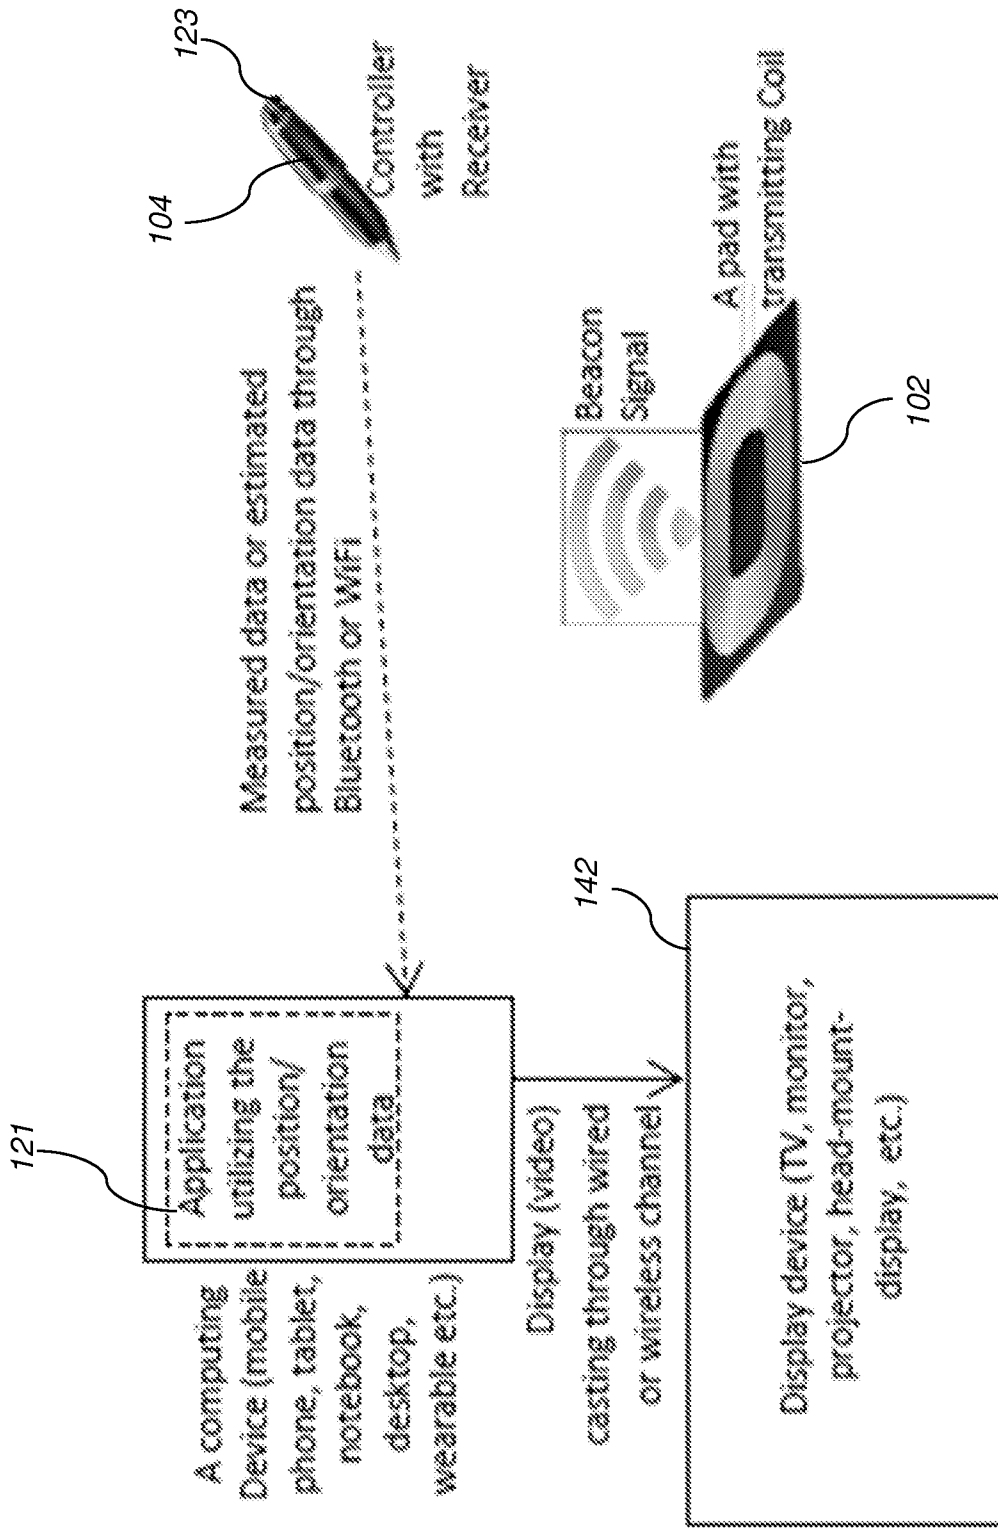 121
Application
utilizing the
position/
orientation
data
A computing
Device (mobile
phone, tablet,
notebook,
desktop,
wearable etc.)
Measured data or estimated
position/orientation data through
Bluetooth or WiFi
104
123
Controller
with
Receiver
Display (video)
casting through wired
or wireless channel
142
Display device (TV, monitor,
projector, head-mount-
display, etc.)
Beacon
Signal
A pad with
transmitting Coil
102